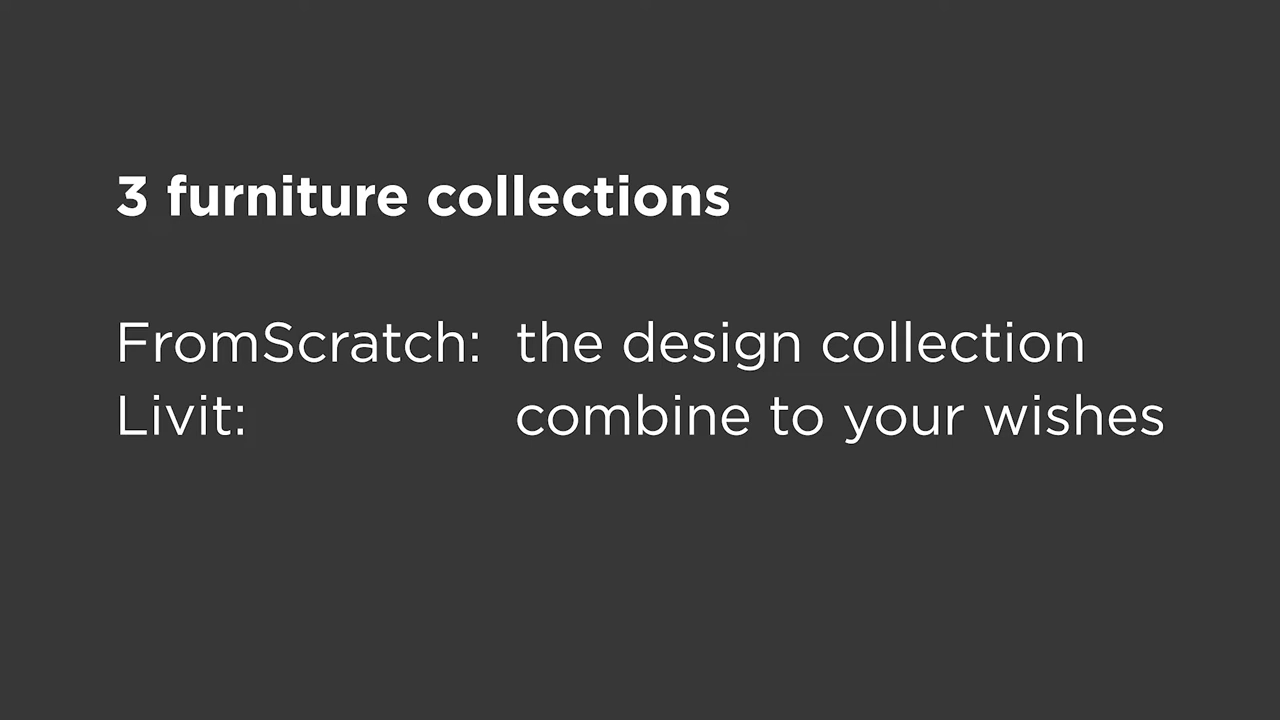 3 furniture collections
FromScratch: the design collection
Livit: combine to your wishes